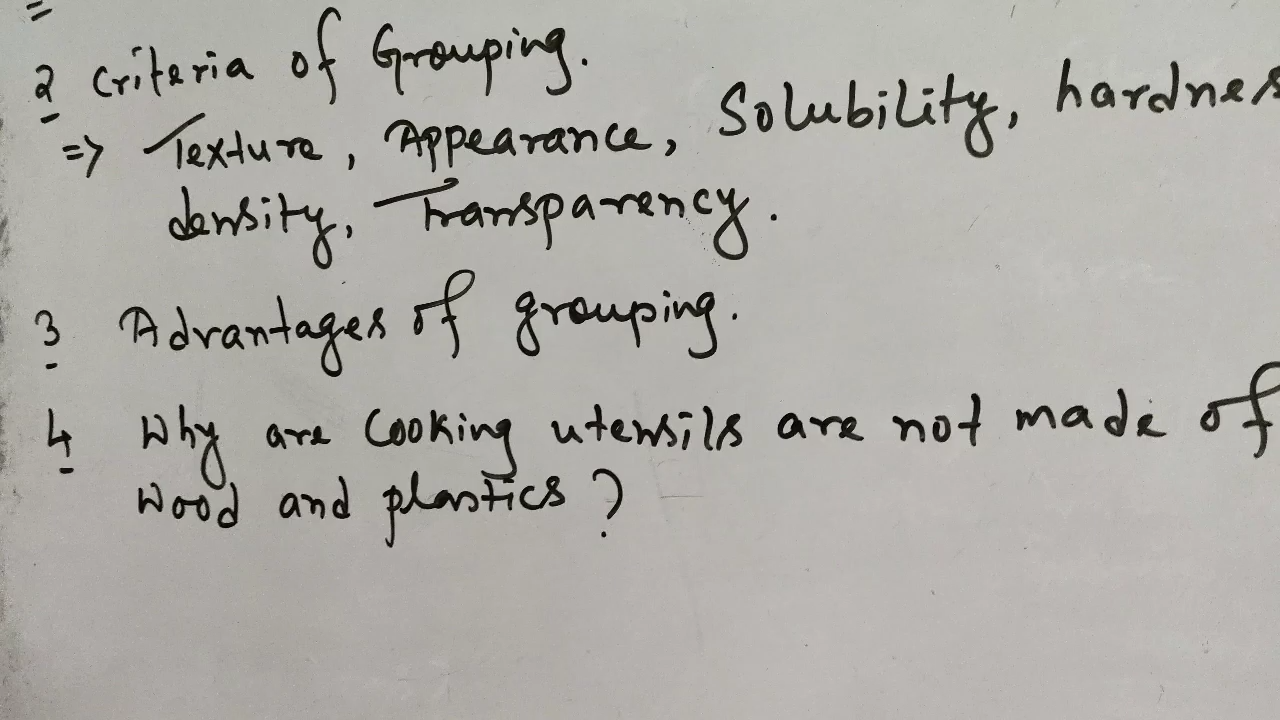 2 Criteria of Grouping.
=> Texture, Appearance, Solubility, hardnes
density, Transparency.
3 Advantages of grouping.
4 Why are Cooking utensils are not made of
Wood and plastics?